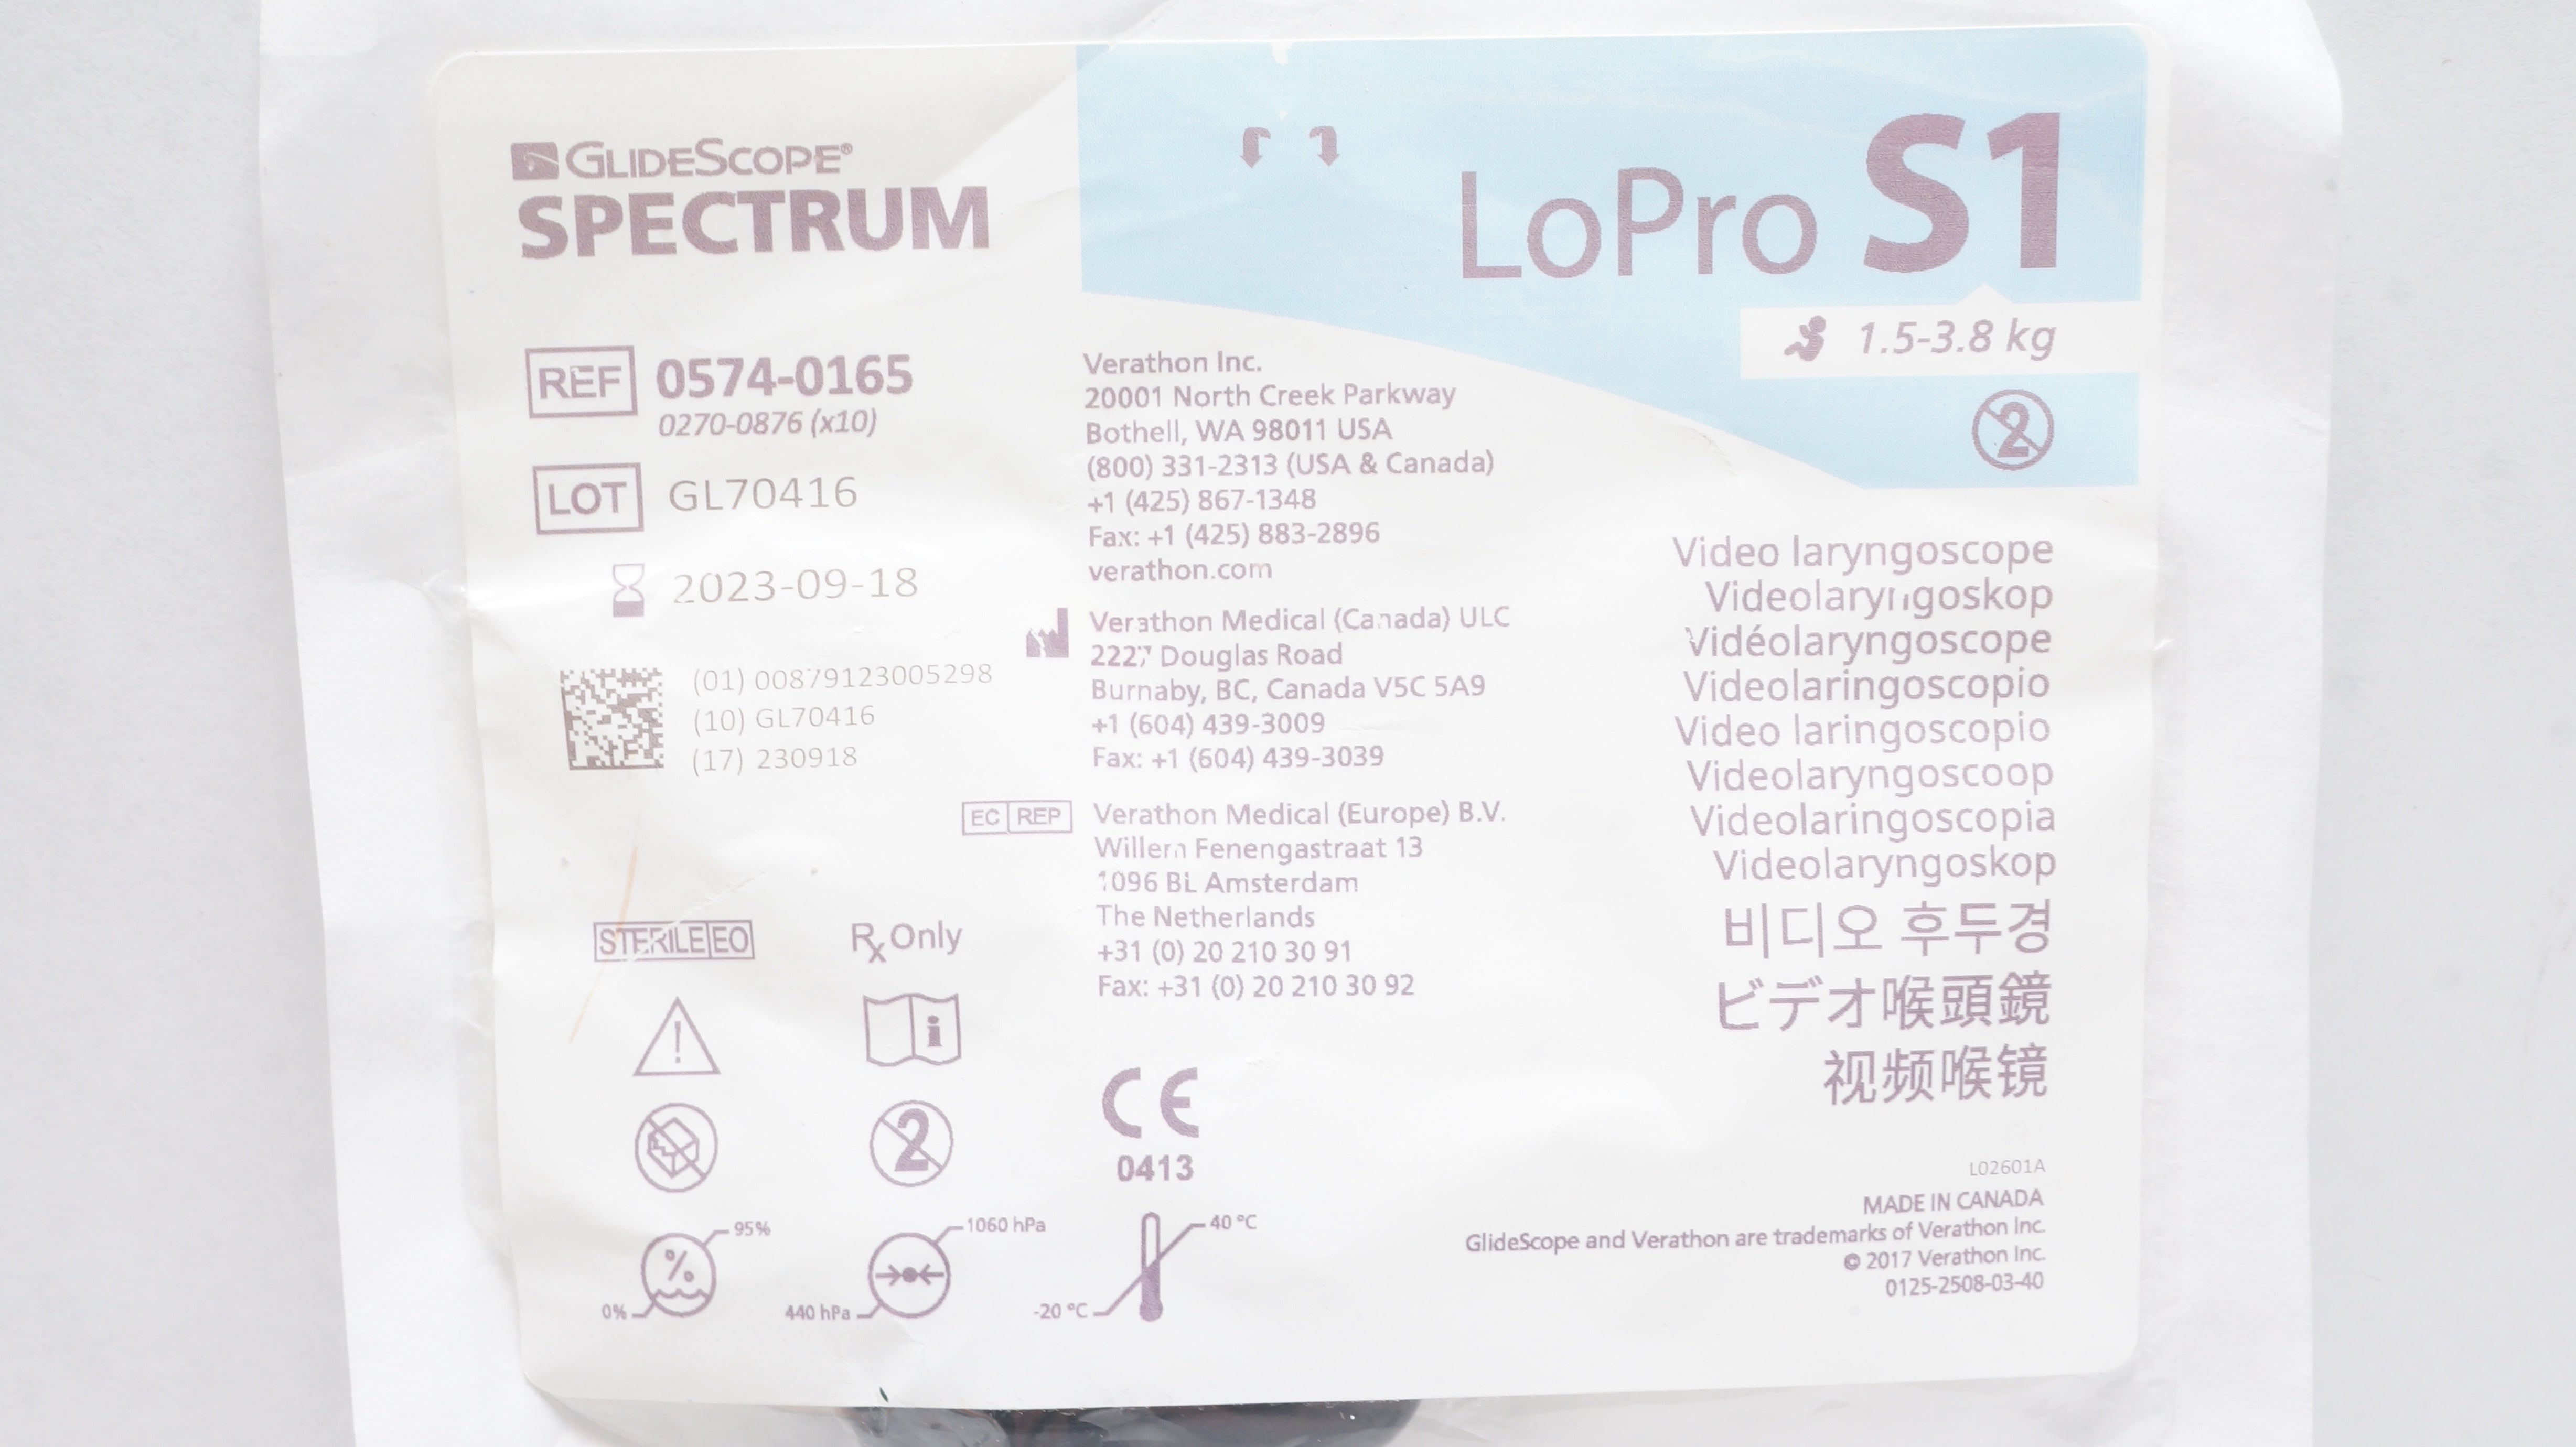 GLIDESCOPE®
SPECTRUM
LoPro S1
1.5-3.8 kg
2
REF 0574-0165
0270-0876 (x10)
LOT GL70416
2023-09-18
(01) 00879123005298
(10) GL70416
(17) 230918
Verathon Inc.
20001 North Creek Parkway
Bothell, WA 98011 USA
(800) 331-2313 (USA & Canada)
+1 (425) 867-1348
Fax: +1 (425) 883-2896
verathon.com
Verathon Medical (Canada) ULC
2227 Douglas Road
Burnaby, BC, Canada V5C 5A9
+1 (604) 439-3009
Fax: +1 (604) 439-3039
EC REP
Verathon Medical (Europe) B.V.
Willem Fenengastraat 13
1096 BL Amsterdam
The Netherlands
+31 (0) 20 210 30 91
Fax: +31 (0) 20 210 30 92
Video laryngoscope
Videolaryngoskop
Vidéolaryngoscope
Videolaringoscopio
Video laringoscopio
Videolaryngoscoop
Videolaringoscopia
Videolaryngoskop
비디오 후두경
ビデオ喉頭鏡
视频喉镜
STERILE EO
Rx Only
2
CE
0413
95%
0%
1060 hPa
440 hPa
40 °C
-20 °C
L02601A
MADE IN CANADA
GlideScope and Verathon are trademarks of Verathon Inc.
© 2017 Verathon Inc.
0125-2508-03-40